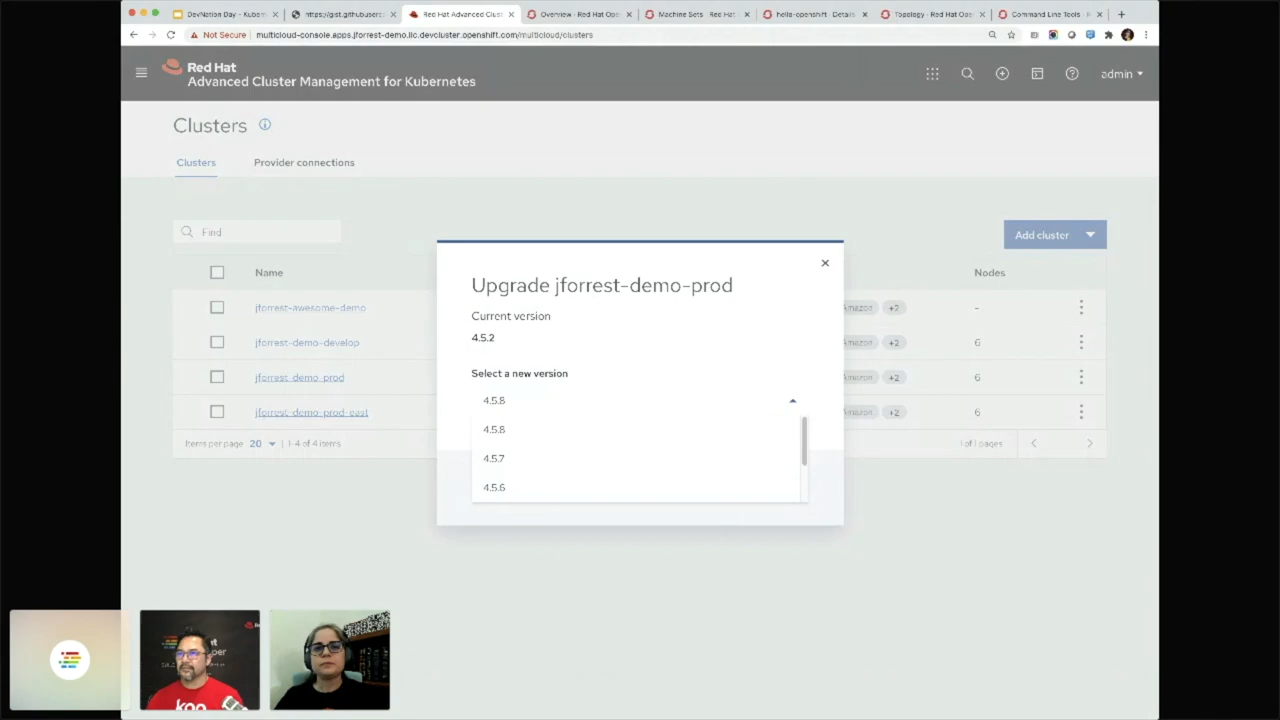 DevNation Day - Kubern
https://gist.githubuserc
Red Hat Advanced Clust
Overview · Red Hat Ope
Machine Sets · Red Hat
hello-openshift · Details
Topology · Red Hat Ope
Command Line Tools · R
Not Secure
multicloud-console.apps.jforrest-demo.llc.devcluster.openshift.com/multicloud/clusters
Red Hat
Advanced Cluster Management for Kubernetes
admin
Clusters
Clusters
Provider connections
Find
Add cluster
Name
Nodes
jforrest-awesome-demo
Amazon
+2
-
jforrest-demo-develop
Amazon
+2
6
jforrest-demo-prod
Amazon
+2
6
jforrest-demo-prod-east
Amazon
+2
6
Items per page 20 | 1-4 of 4 items
1 of 1 pages
Upgrade jforrest-demo-prod
Current version
4.5.2
Select a new version
4.5.8
4.5.8
4.5.7
4.5.6